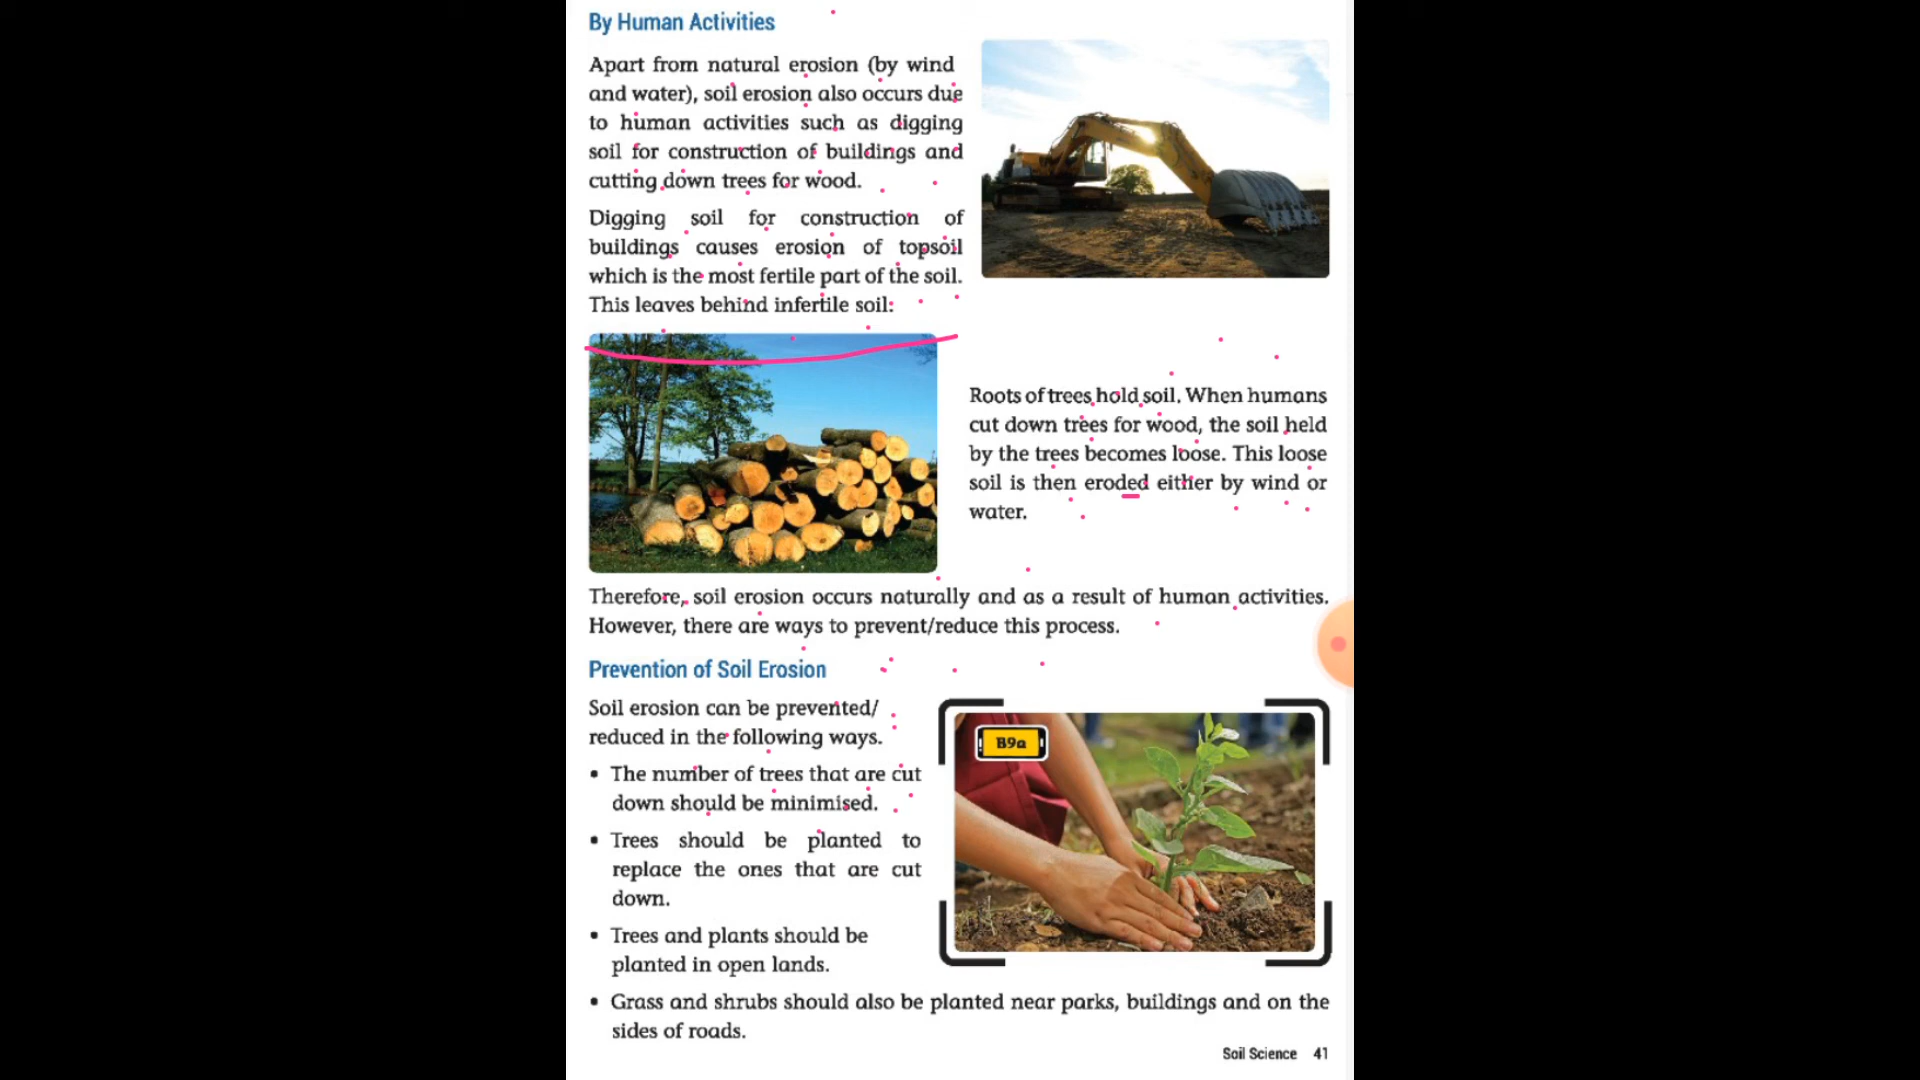 By Human Activities
Apart from natural erosion (by wind
and water), soil erosion also occurs due
to human activities such as digging
soil for construction of buildings and
cutting down trees for wood.
Digging soil for construction of
buildings causes erosion of topsoil
which is the most fertile part of the soil.
This leaves behind infertile soil.
Roots of trees hold soil. When humans
cut down trees for wood, the soil held
by the trees becomes loose. This loose
soil is then eroded either by wind or
water.
Therefore, soil erosion occurs naturally and as a result of human activities.
However, there are ways to prevent/reduce this process.
Prevention of Soil Erosion
Soil erosion can be prevented/
reduced in the following ways.
• The number of trees that are cut
down should be minimised.
• Trees should be planted to
replace the ones that are cut
down.
• Trees and plants should be
planted in open lands.
B9a
• Grass and shrubs should also be planted near parks, buildings and on the
sides of roads.
Soil Science 41